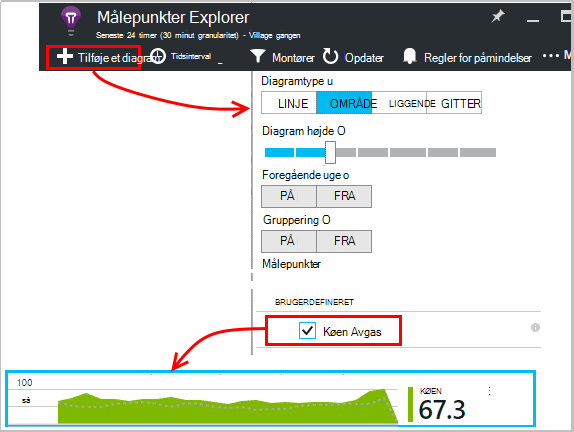 Målepunkter Explorer
Seneste 24 timer (30 minut granularitet) - Village gangen
Tilføje et diagram Tidsinterval Montører Opdater Regler for påmindelser ... M
Diagramtype u
LINJE OMRÅDE LIGGENDE GITTER
Diagram højde O
Foregående uge o
PÅ FRA
Gruppering O
PÅ FRA
Målepunkter
BRUGERDEFINERET
Køen Avgas
100
så
KØEN
67.3